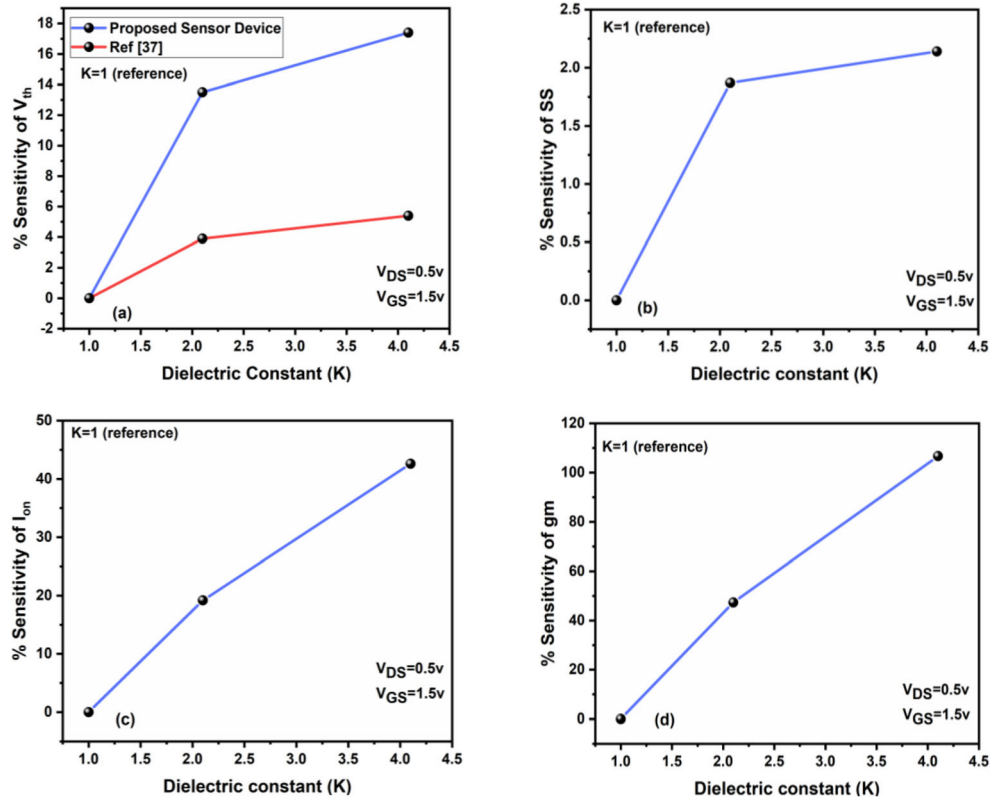 18
16
14
12
10
8
6
4
2
0
-2
% Sensitivity of Vth
Proposed Sensor Device
Ref [37]
K=1 (reference)
VDS=0.5v
VGS=1.5v
(a)
1.0 1.5 2.0 2.5 3.0 3.5 4.0 4.5
Dielectric Constant (K)
2.5
2.0
1.5
1.0
0.5
0.0
% Sensitivity of SS
K=1 (reference)
VDS=0.5v
VGS=1.5v
(b)
1.0 1.5 2.0 2.5 3.0 3.5 4.0 4.5
Dielectric constant (K)
50
40
30
20
10
0
% Sensitivity of Ion
K=1 (reference)
VDS=0.5v
VGS=1.5v
(c)
1.0 1.5 2.0 2.5 3.0 3.5 4.0 4.5
Dielectric constant (K)
120
100
80
60
40
20
0
% Sensitivity of gm
K=1 (reference)
VDS=0.5v
VGS=1.5v
(d)
1.0 1.5 2.0 2.5 3.0 3.5 4.0 4.5
Dielectric constant (K)